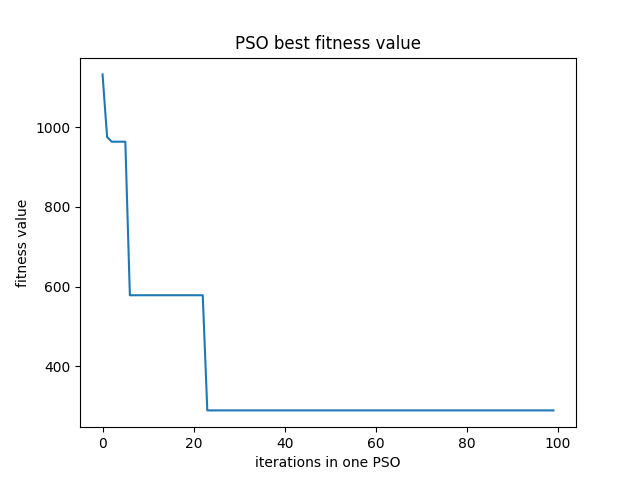 PSO best fitness value
1000
800
600
400
fitness value
0 20 40 60 80 100
iterations in one PSO